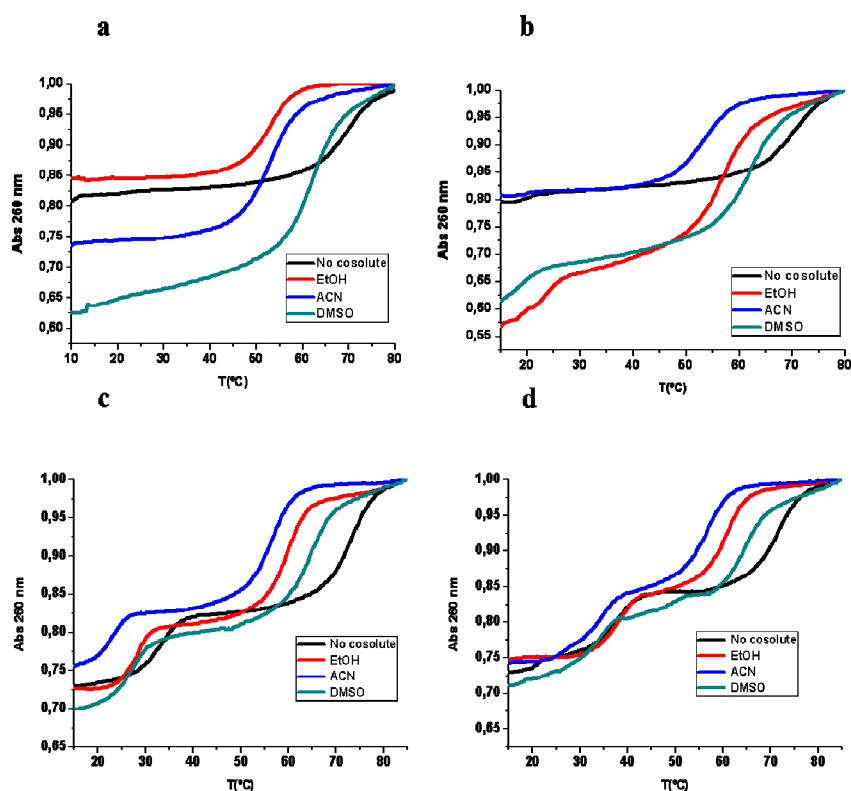 a
1,00
0,95
0,90
0,85
0,80
0,75
0,70
0,65
0,60
Abs 260 nm
No cosolute
EtOH
ACN
DMSO
10 20 30 40 50 60 70 80
T(ºC)
b
1,00
0,95
0,90
0,85
0,80
0,75
0,70
0,65
0,60
0,55
Abs 260 nm
No cosolute
EtOH
ACN
DMSO
20 30 40 50 60 70 80
T(ºC)
c
1,00
0,95
0,90
0,85
0,80
0,75
0,70
0,65
Abs 260 nm
No cosolute
EtOH
ACN
DMSO
20 30 40 50 60 70 80
T(ºC)
d
1,00
0,95
0,90
0,85
0,80
0,75
0,70
0,65
Abs 260 nm
No cosolute
EtOH
ACN
DMSO
20 30 40 50 60 70 80
T(ºC)